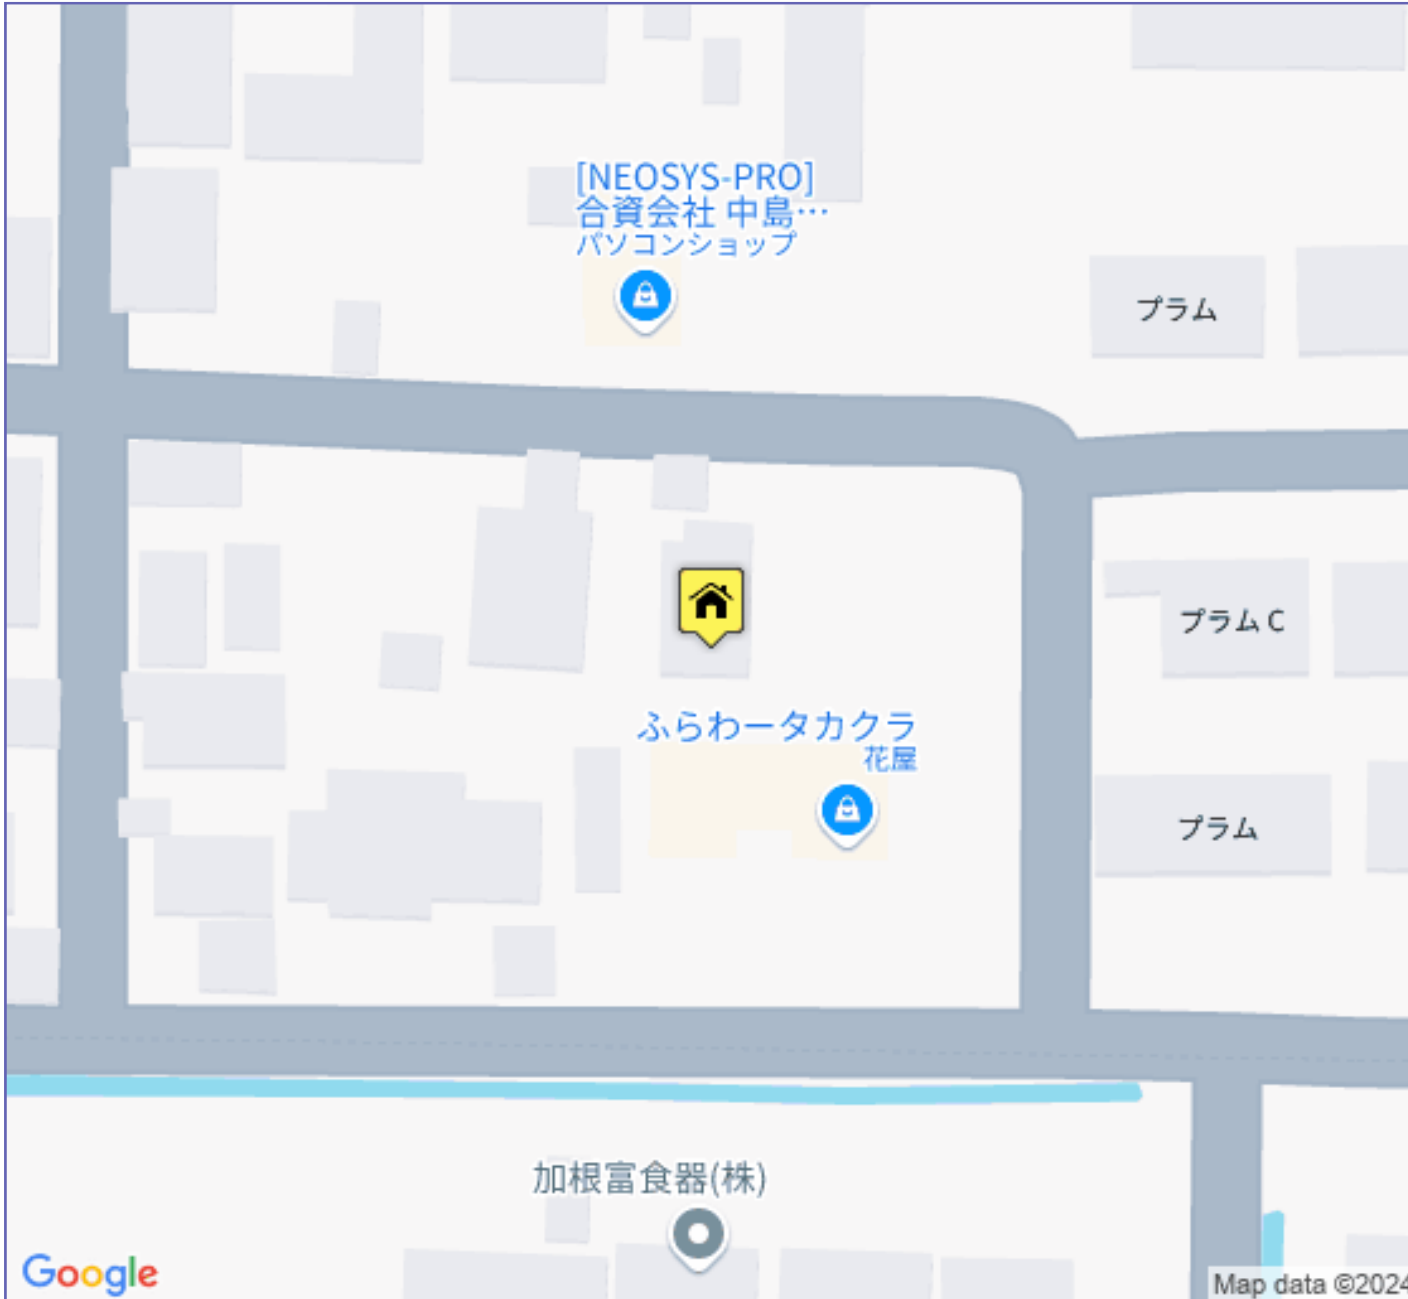 [NEOSYS-PRO]
合資会社 中島…
パソコンショップ
プラム
プラム C
ふらわータカクラ
花屋
プラム
加根富食器(株)
Google
Map data ©2024